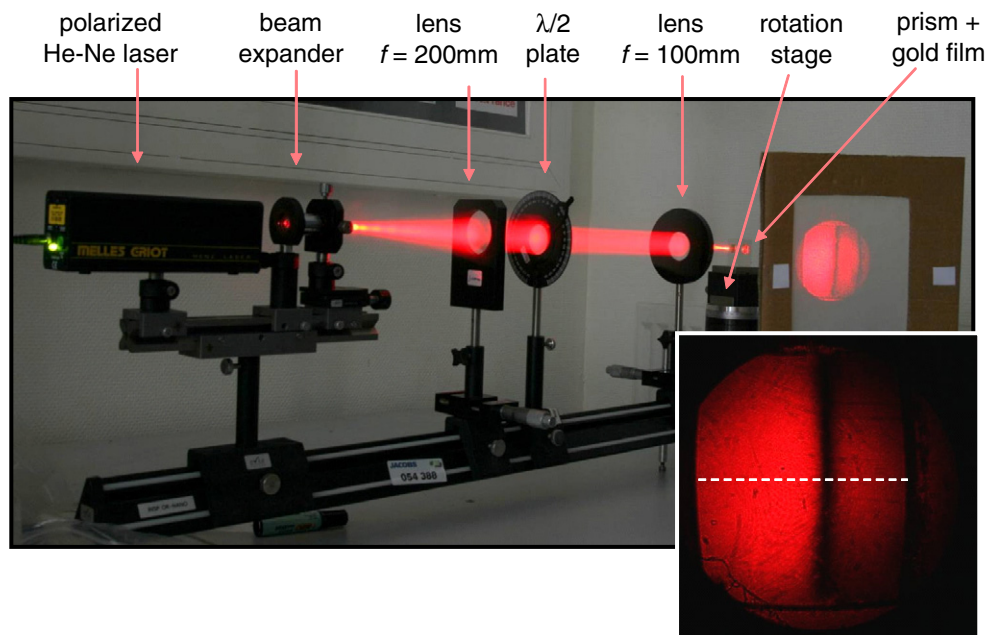 polarized
He-Ne laser
beam
expander
lens
f = 200mm
λ/2
plate
lens
f = 100mm
rotation
stage
prism +
gold film
MELLES GRIOT
JACOBS
054 388